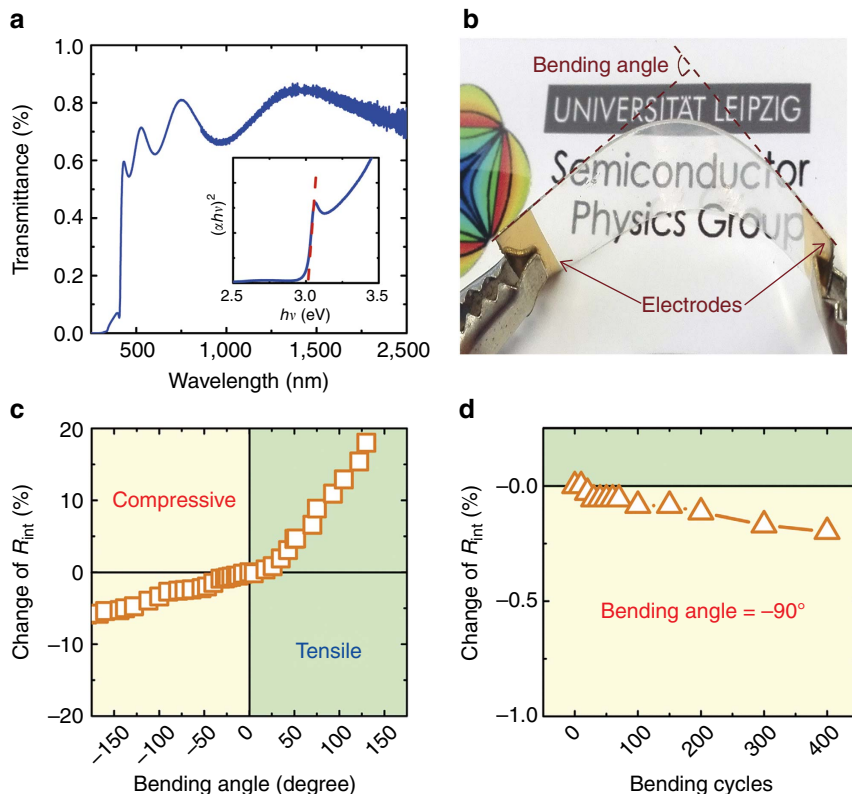 a
1.0
0.8
0.6
0.4
0.2
0.0
Transmittance (%)
500
1,000
1,500
2,000
2,500
Wavelength (nm)
(αhν)²
2.5
3.0
3.5
hν (eV)
b
Bending angle
UNIVERSITÄT LEIPZIG
Semiconductor
Physics Group
Electrodes
c
20
10
0
−10
−20
Change of Rint (%)
Compressive
Tensile
−150
−100
−50
0
50
100
150
Bending angle (degree)
d
−0.0
−0.5
−1.0
Change of Rint (%)
Bending angle = −90°
0
100
200
300
400
Bending cycles